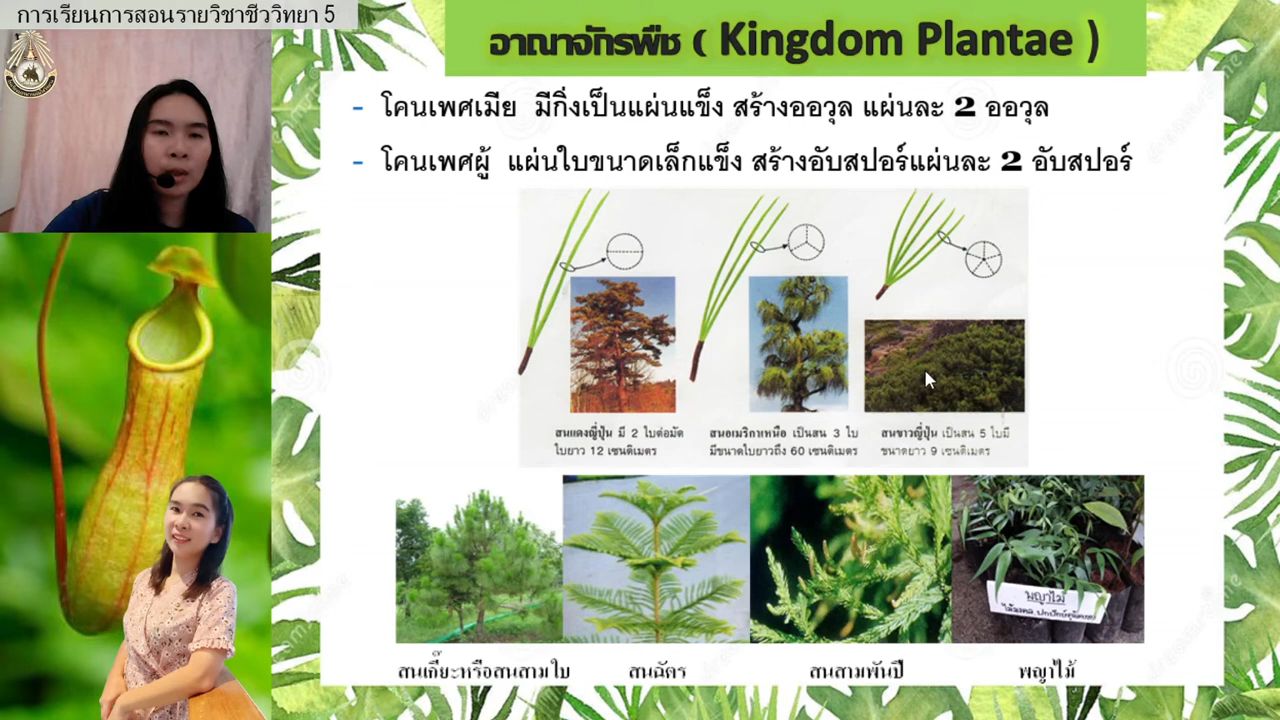 การเรียนการสอนรายวิชาชีววิทยา 5
อาณาจักรพืช ( Kingdom Plantae )
- โคนเพศเมีย มีกิ่งเป็นแผ่นแข็ง สร้างออวุล แผ่นละ 2 ออวุล
- โคนเพศผู้ แผ่นใบขนาดเล็กแข็ง สร้างอับสปอร์แผ่นละ 2 อับสปอร์
สนแดงญี่ปุ่น มี 2 ใบต่อมัด
ใบยาว 12 เซนติเมตร
สนอเมริกาเหนือ เป็นสน 3 ใบ
มีขนาดใบยาวถึง 60 เซนติเมตร
สนขาวญี่ปุ่น เป็นสน 5 ใบมี
ขนาดยาว 9 เซนติเมตร
พญาไม้
สนเกี๊ยะหรือสนสามใบ
สนฉัตร
สนสามพันปี
พญาไม้